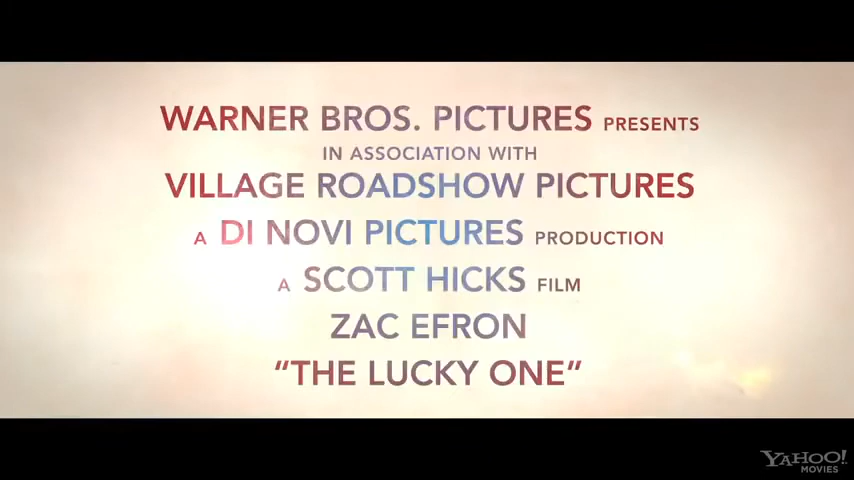 WARNER BROS. PICTURES PRESENTS
IN ASSOCIATION WITH
VILLAGE ROADSHOW PICTURES
A DI NOVI PICTURES PRODUCTION
A SCOTT HICKS FILM
ZAC EFRON
“THE LUCKY ONE”
YAHOO!
MOVIES